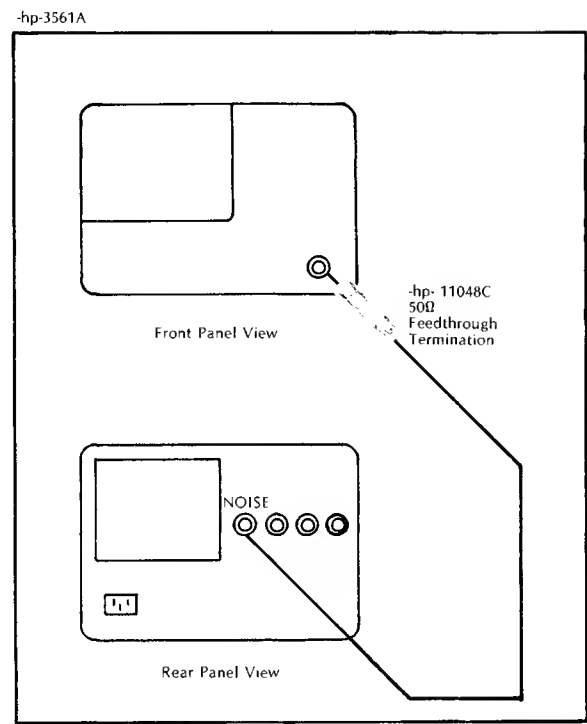 -hp-3561A
-hp- 11048C
50Ω
Feedthrough
Termination
Front Panel View
NOISE
Rear Panel View